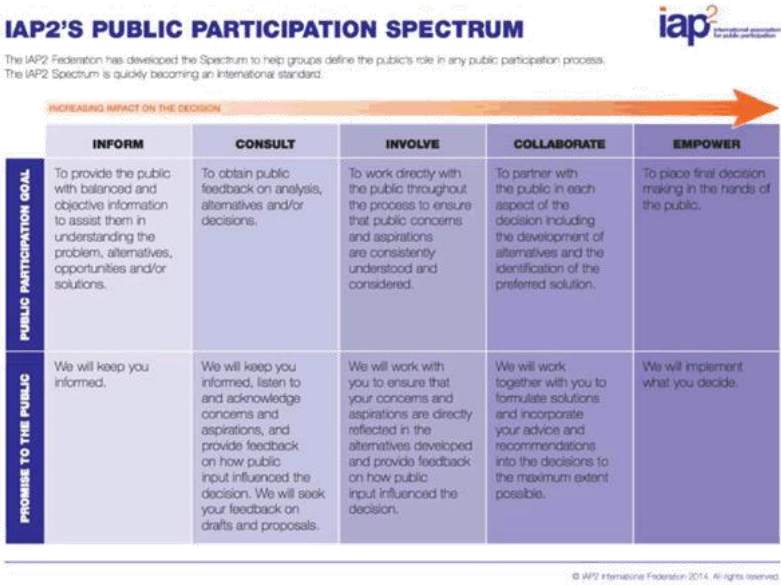 IAP2'S PUBLIC PARTICIPATION SPECTRUM
iap2 international association
for public participation
The IAP2 Federation has developed the Spectrum to help groups define the public's role in any public participation process.
The IAP2 Spectrum is quickly becoming an international standard.
INCREASING IMPACT ON THE DECISION
INFORM
CONSULT
INVOLVE
COLLABORATE
EMPOWER
PUBLIC PARTICIPATION GOAL
To provide the public
with balanced and
objective information
to assist them in
understanding the
problem, alternatives,
opportunities and/or
solutions.
To obtain public
feedback on analysis,
alternatives and/or
decisions.
To work directly with
the public throughout
the process to ensure
that public concerns
and aspirations
are consistently
understood and
considered.
To partner with
the public in each
aspect of the
decision including
the development of
alternatives and the
identification of the
preferred solution.
To place final decision
making in the hands of
the public.
PROMISE TO THE PUBLIC
We will keep you
informed.
We will keep you
informed, listen to
and acknowledge
concerns and
aspirations, and
provide feedback
on how public
input influenced the
decision. We will seek
your feedback on
drafts and proposals.
We will work with
you to ensure that
your concerns and
aspirations are directly
reflected in the
alternatives developed
and provide feedback
on how public
input influenced the
decision.
We will work
together with you to
formulate solutions
and incorporate
your advice and
recommendations
into the decisions to
the maximum extent
possible.
We will implement
what you decide.
© IAP2 International Federation 2014. All rights reserved.